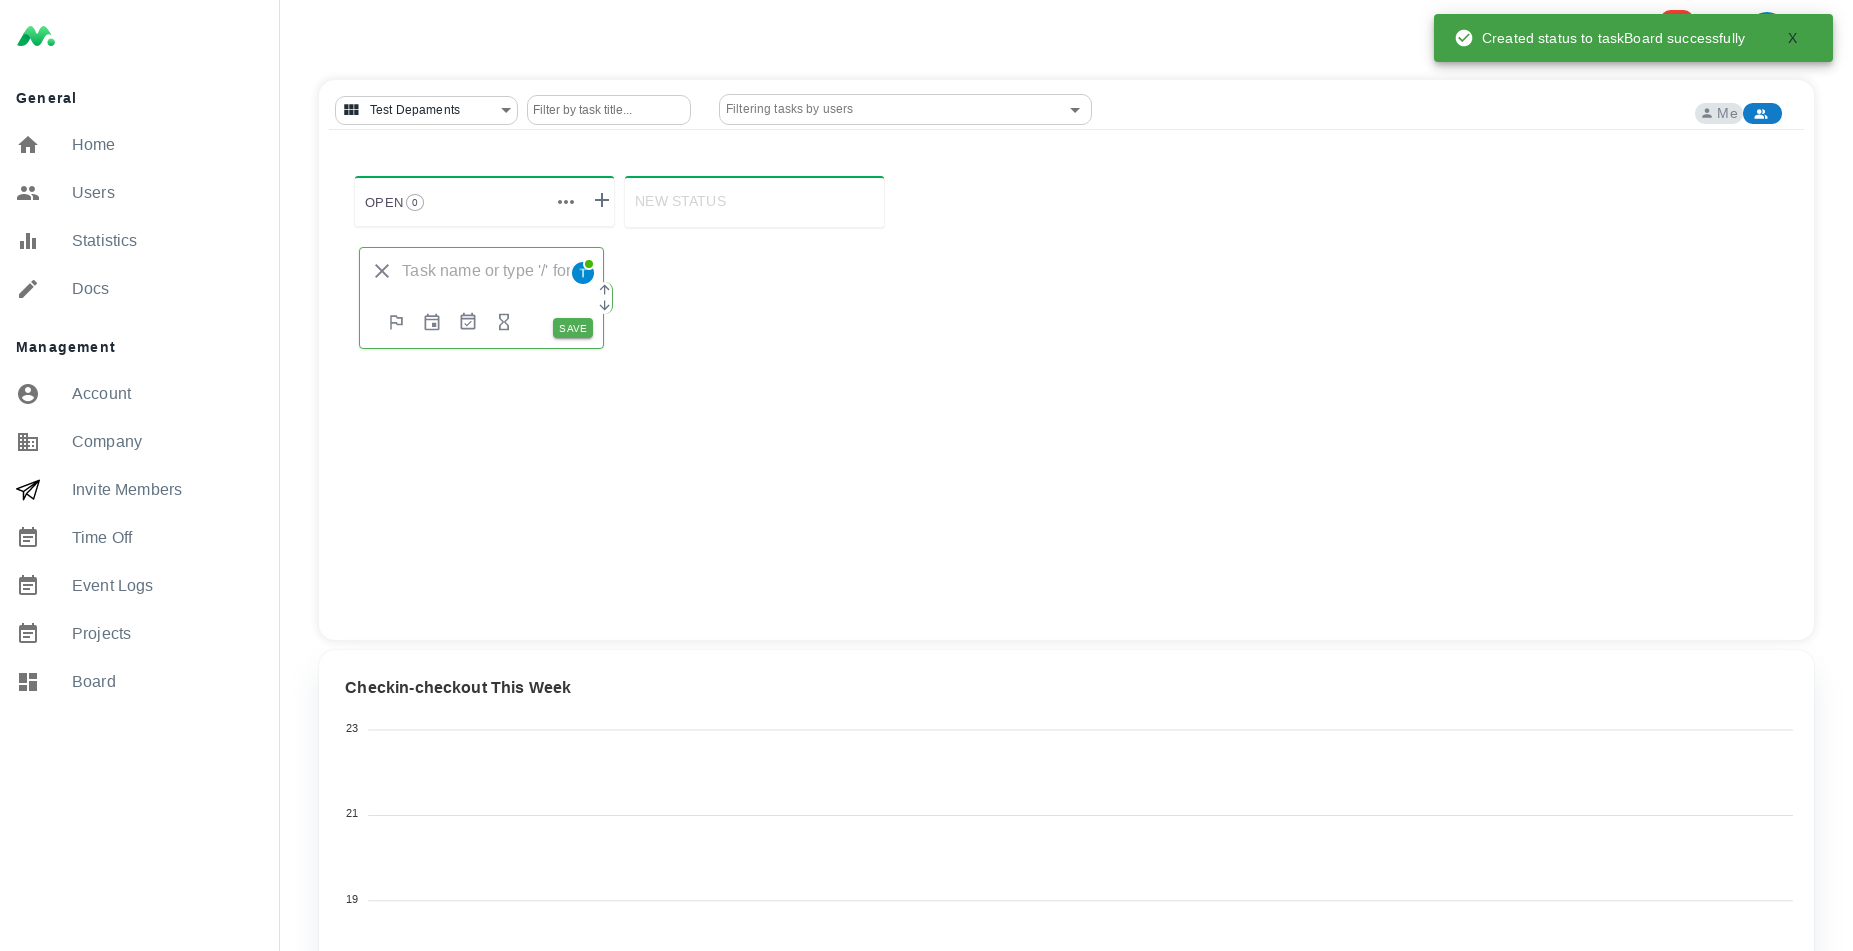 Created status to taskBoard successfully X
General
Home
Users
Statistics
Docs
Management
Account
Company
Invite Members
Time Off
Event Logs
Projects
Board
Test Depaments
Filter by task title...
Filtering tasks by users
Me
OPEN 0
NEW STATUS
Task name or type '/' for
T
SAVE
Checkin-checkout This Week
23
21
19